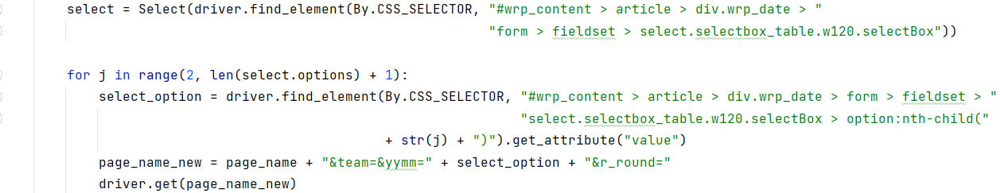 select = Select(driver.find_element(By.CSS_SELECTOR, "#wrp_content > article > div.wrp_date > "
"form > fieldset > select.selectbox_table.w120.selectBox"))
for j in range(2, len(select.options) + 1):
select_option = driver.find_element(By.CSS_SELECTOR, "#wrp_content > article > div.wrp_date > form > fieldset > "
"select.selectbox_table.w120.selectBox > option:nth-child("
+ str(j) + ")").get_attribute("value")
page_name_new = page_name + "&team=&yymm=" + select_option + "&r_round="
driver.get(page_name_new)